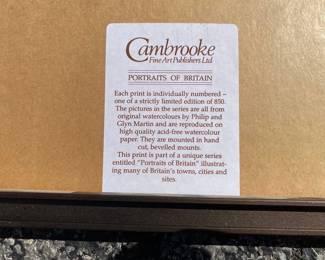 Cambrooke
Fine Art Publishers Ltd
PORTRAITS OF BRITAIN
Each print is individually numbered –
one of a strictly limited edition of 850.
The pictures in the series are all from
original watercolours by Philip and
Glyn Martin and are reproduced on
high quality acid-free watercolour
paper. They are mounted in hand
cut, bevelled mounts.
This print is part of a unique series
entitled "Portraits of Britain" illustrat-
ing many of Britain's towns, cities and
sites.